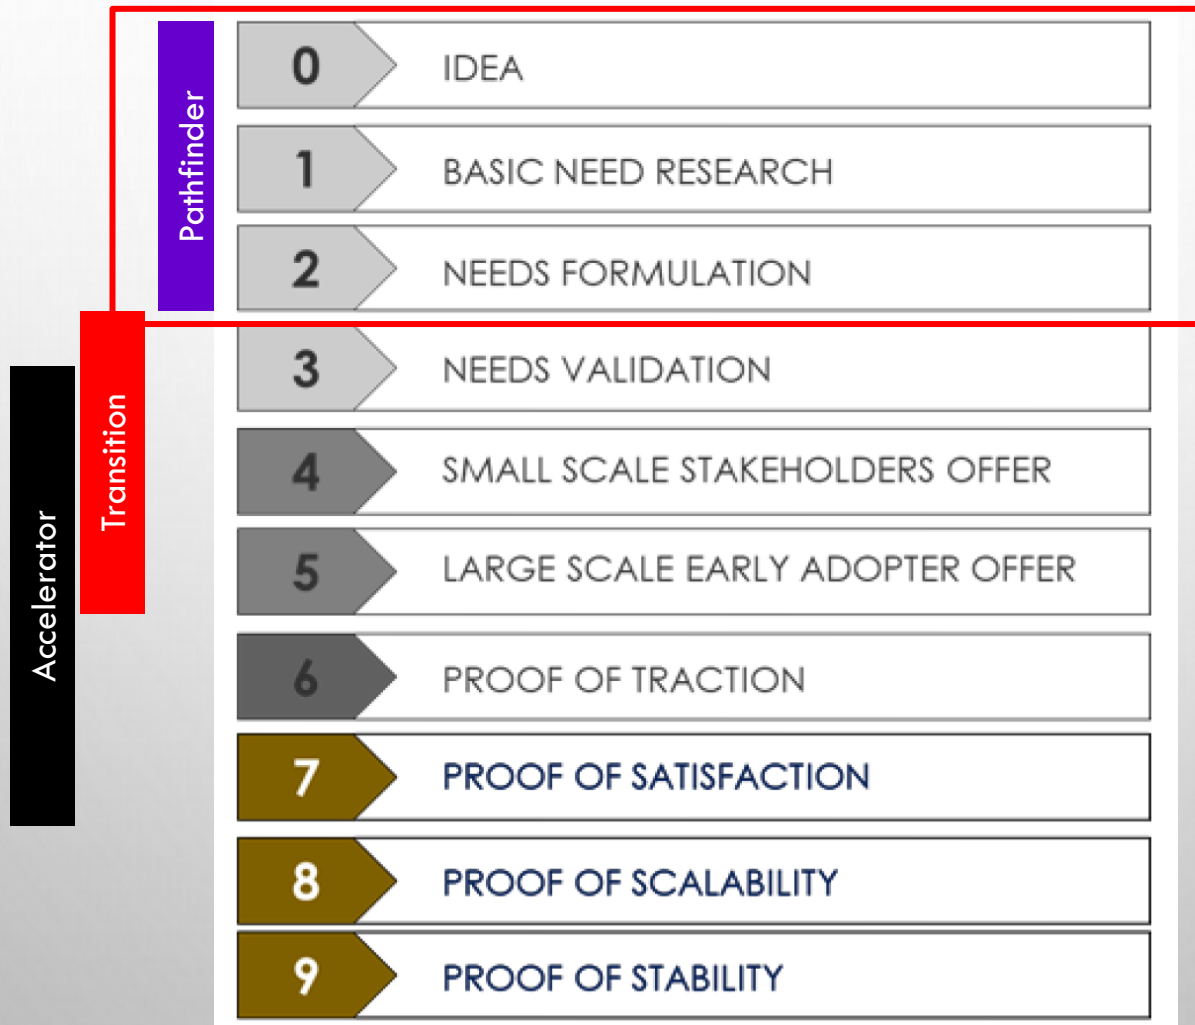 Pathfinder
Transition
Accelerator
0 IDEA
1 BASIC NEED RESEARCH
2 NEEDS FORMULATION
3 NEEDS VALIDATION
4 SMALL SCALE STAKEHOLDERS OFFER
5 LARGE SCALE EARLY ADOPTER OFFER
6 PROOF OF TRACTION
7 PROOF OF SATISFACTION
8 PROOF OF SCALABILITY
9 PROOF OF STABILITY